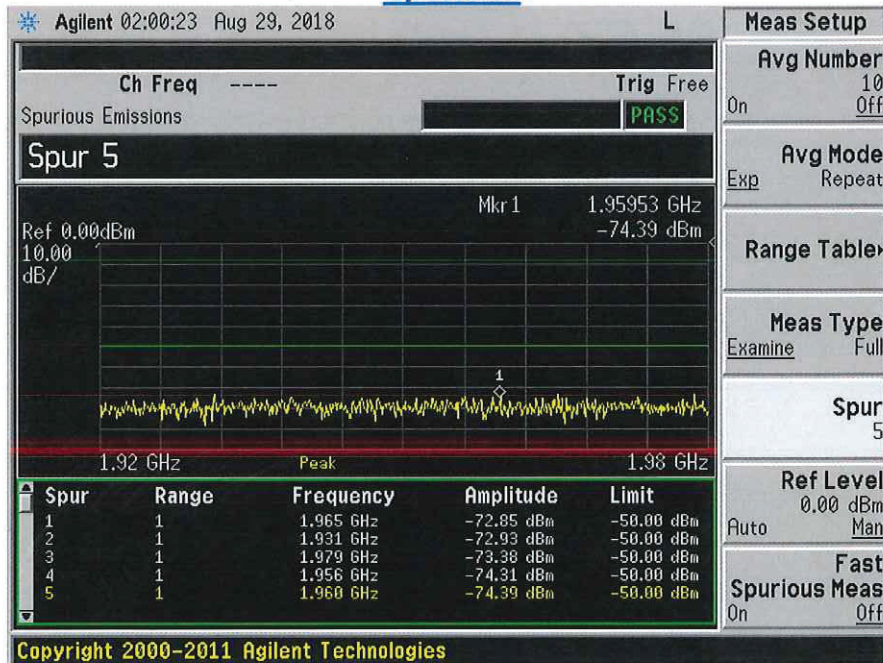 Agilent 02:00:23 Aug 29, 2018 L
Ch Freq ---- Trig Free
Spurious Emissions PASS
Spur 5
Mkr1 1.95953 GHz
Ref 0.00dBm -74.39 dBm
10.00
dB/
1
1.92 GHz Peak 1.98 GHz
Spur Range Frequency Amplitude Limit
1 1 1.965 GHz -72.85 dBm -50.00 dBm
2 1 1.931 GHz -72.93 dBm -50.00 dBm
3 1 1.979 GHz -73.38 dBm -50.00 dBm
4 1 1.956 GHz -74.31 dBm -50.00 dBm
5 1 1.960 GHz -74.39 dBm -50.00 dBm
Copyright 2000-2011 Agilent Technologies
Meas Setup
Avg Number
10
On Off
Avg Mode
Exp Repeat
Range Table
Meas Type
Examine Full
Spur
5
Ref Level
0.00 dBm
Auto Man
Fast
Spurious Meas
On Off